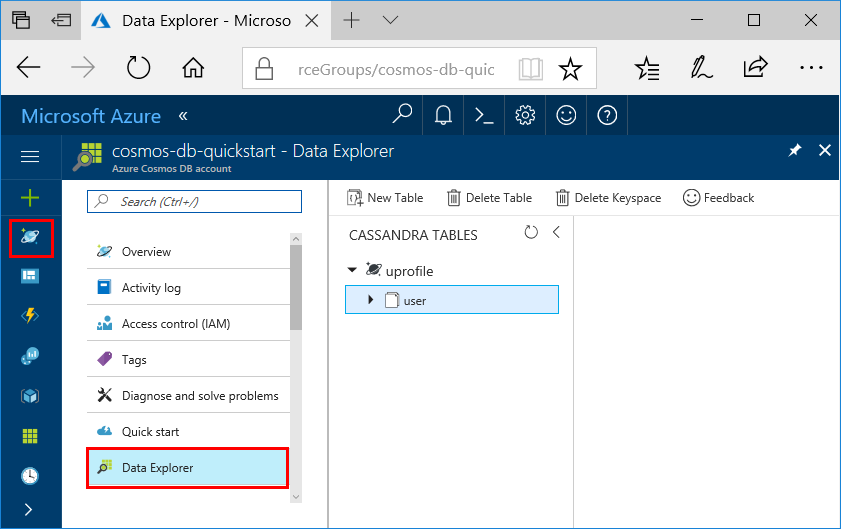 Data Explorer - Microso
rceGroups/cosmos-db-quic
Microsoft Azure «
cosmos-db-quickstart - Data Explorer
Azure Cosmos DB account
Search (Ctrl+/)
Overview
Activity log
Access control (IAM)
Tags
Diagnose and solve problems
Quick start
Data Explorer
New Table
Delete Table
Delete Keyspace
Feedback
CASSANDRA TABLES
uprofile
user